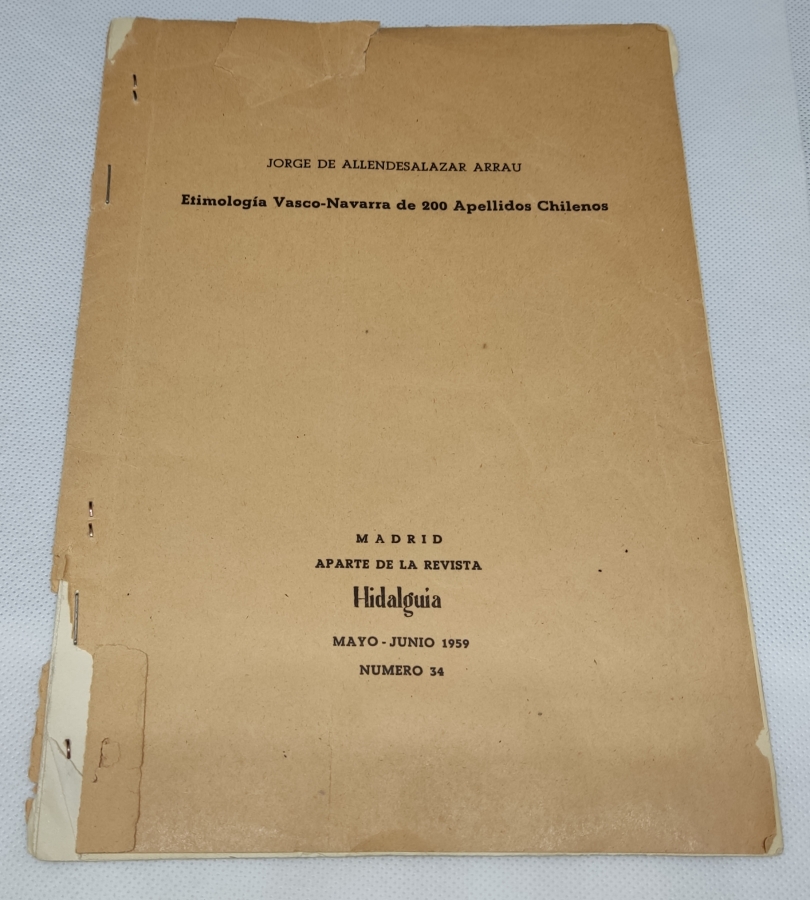 JORGE DE ALLENDESALAZAR ARRAU
Etimología Vasco-Navarra de 200 Apellidos Chilenos
MADRID
APARTE DE LA REVISTA
Hidalguia
MAYO - JUNIO 1959
NUMERO 34